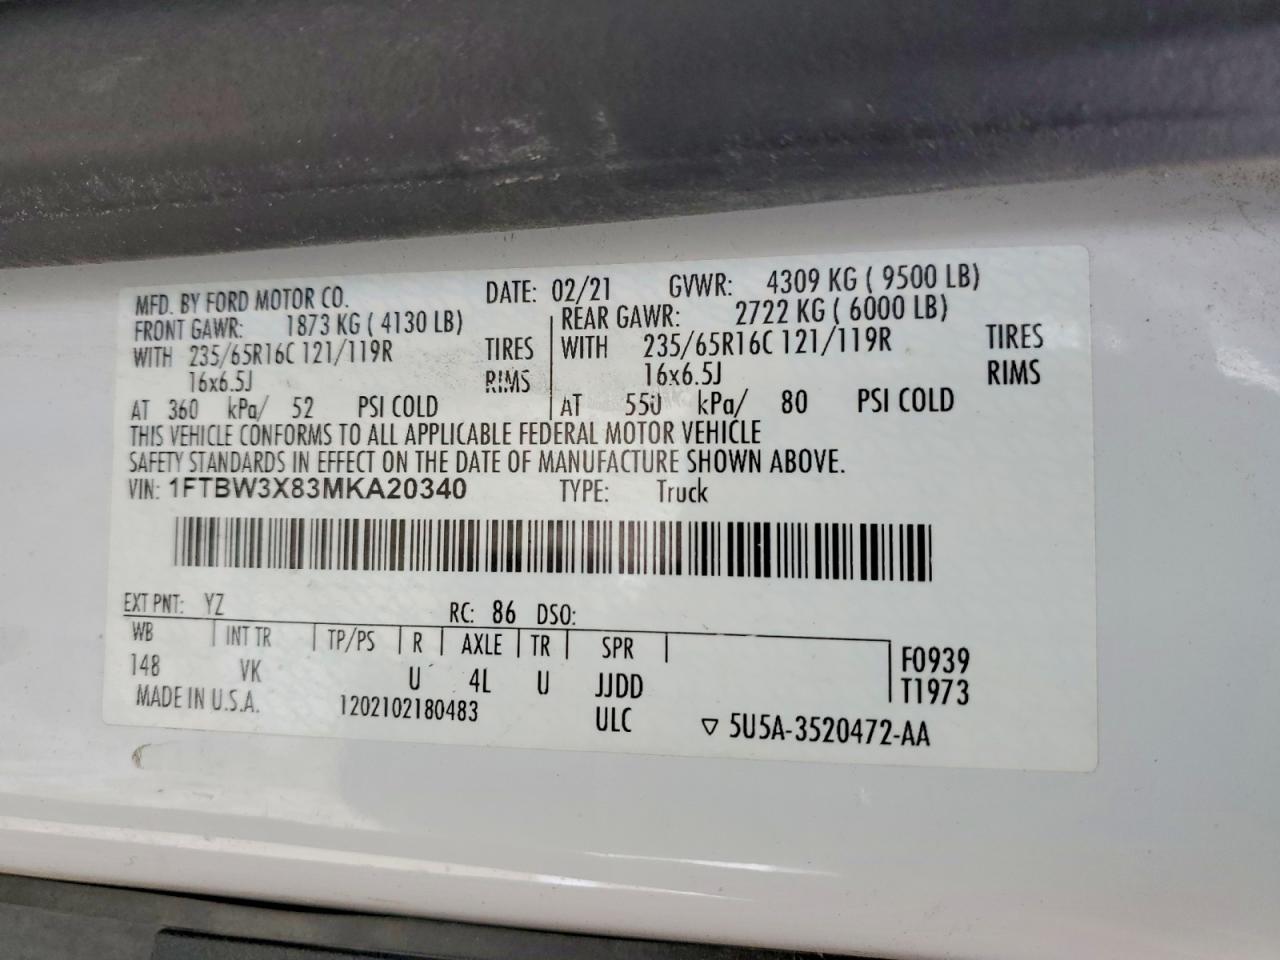 MFD. BY FORD MOTOR CO. DATE: 02/21 GVWR: 4309 KG ( 9500 LB)
FRONT GAWR: 1873 KG ( 4130 LB) REAR GAWR: 2722 KG ( 6000 LB)
WITH 235/65R16C 121/119R TIRES WITH 235/65R16C 121/119R TIRES
16x6.5J RIMS 16x6.5J RIMS
AT 360 kPa/ 52 PSI COLD AT 550 kPa/ 80 PSI COLD
THIS VEHICLE CONFORMS TO ALL APPLICABLE FEDERAL MOTOR VEHICLE
SAFETY STANDARDS IN EFFECT ON THE DATE OF MANUFACTURE SHOWN ABOVE.
VIN: 1FTBW3X83MKA20340 TYPE: Truck
EXT PNT: YZ RC: 86 DSO:
WB INT TR TP/PS R AXLE TR SPR F0939
148 VK U 4L U JJDD T1973
MADE IN U.S.A. 1202102180483 ULC ▽ 5U5A-3520472-AA